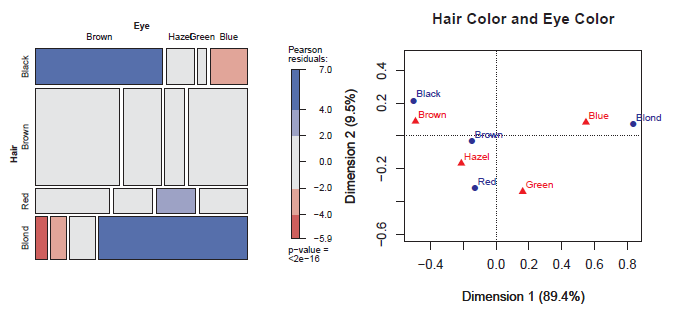 Eye
Brown
Hazel
Green
Blue
Hair
Black
Brown
Red
Blond
Pearson
residuals:
7.0
4.0
2.0
0.0
−2.0
−4.0
−5.9
p−value =
<2e−16
Hair Color and Eye Color
Dimension 2 (9.5%)
0.4
0.2
−0.2
−0.6
Black
Brown
Brown
Hazel
Red
Green
Blue
Blond
−0.4
0.0
0.2
0.4
0.6
0.8
Dimension 1 (89.4%)